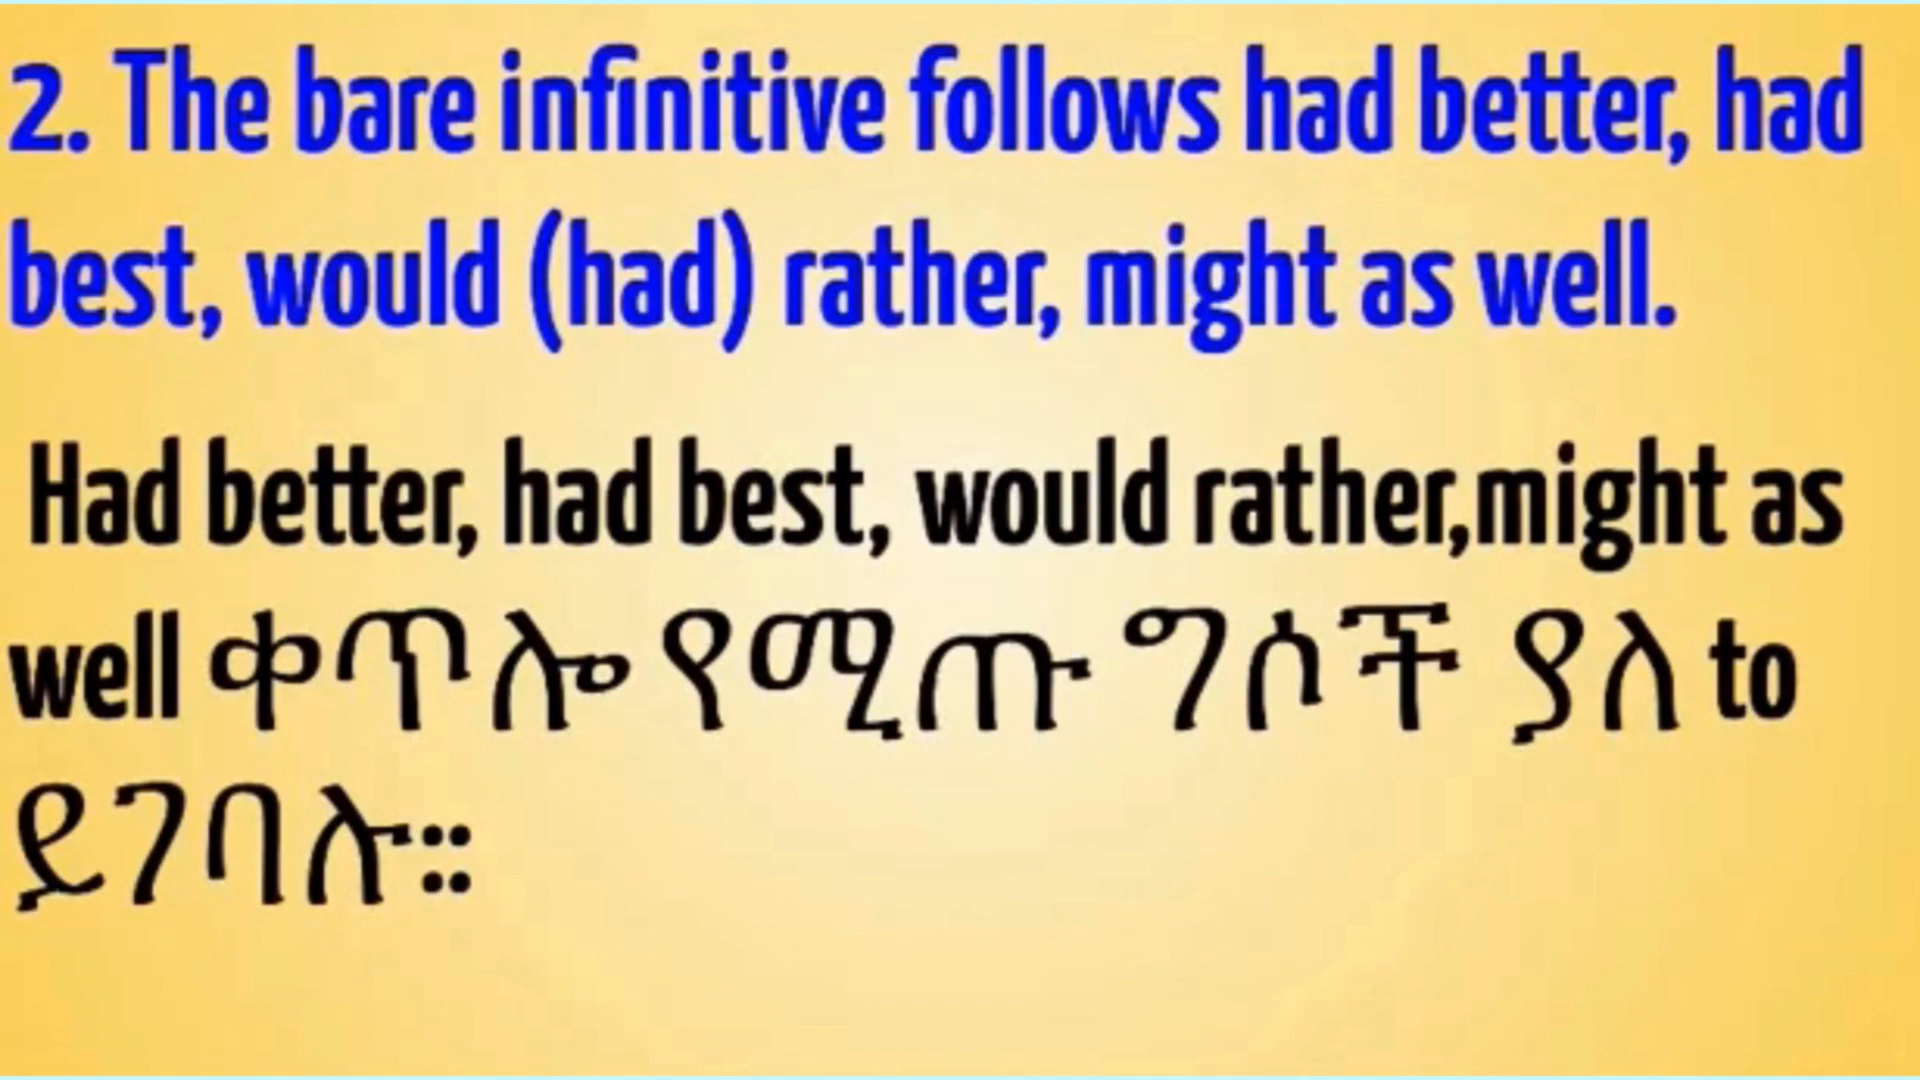 2. The bare infinitive follows had better, had
best, would (had) rather, might as well.
Had better, had best, would rather,might as
well ቀጥሎ የሚጡ ግሶች ያለ to
ይገባሉ፡፡